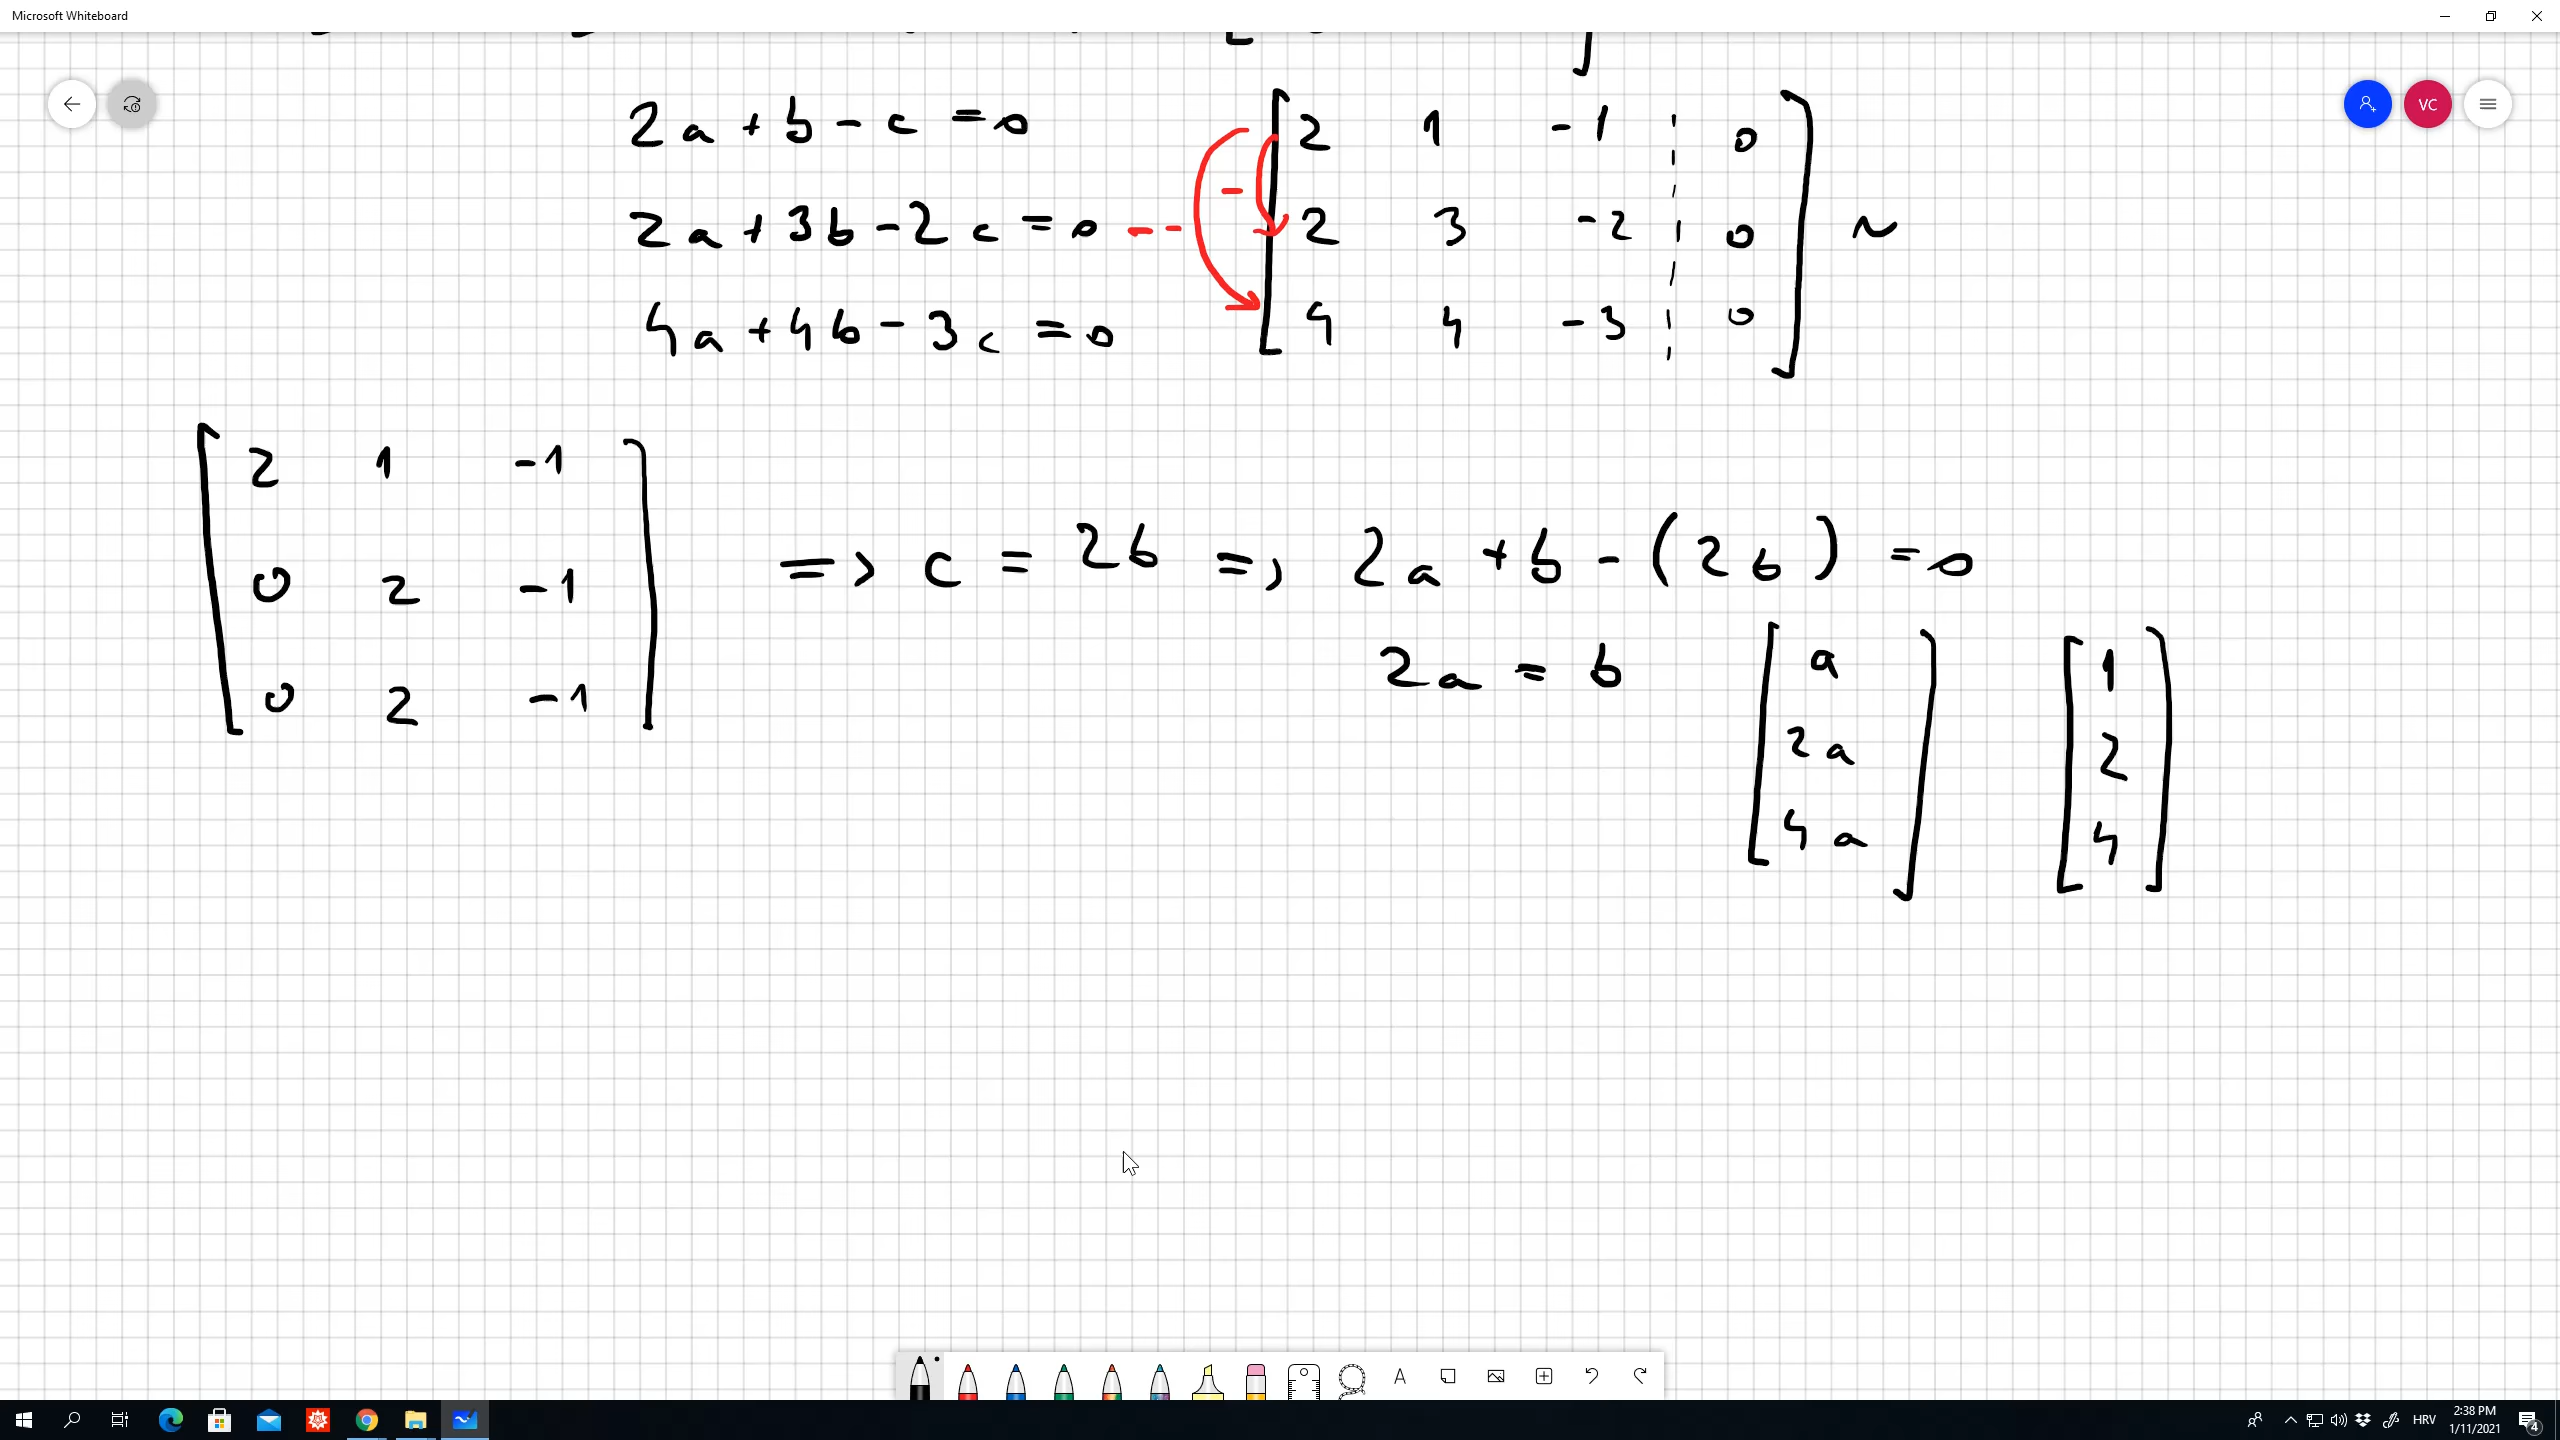 Microsoft Whiteboard
VC
2a + b - c = 0
2a + 3b - 2c = 0
4a + 4b - 3c = 0
--
-
2 1 -1 0
2 3 -2 0
4 4 -3 0
~
2 1 -1
0 2 -1
0 2 -1
=> c = 2b => 2a + b - (2b) = 0
2a = b
a
2a
4a
1
2
4
A
HRV
2:38 PM
1/11/2021
4